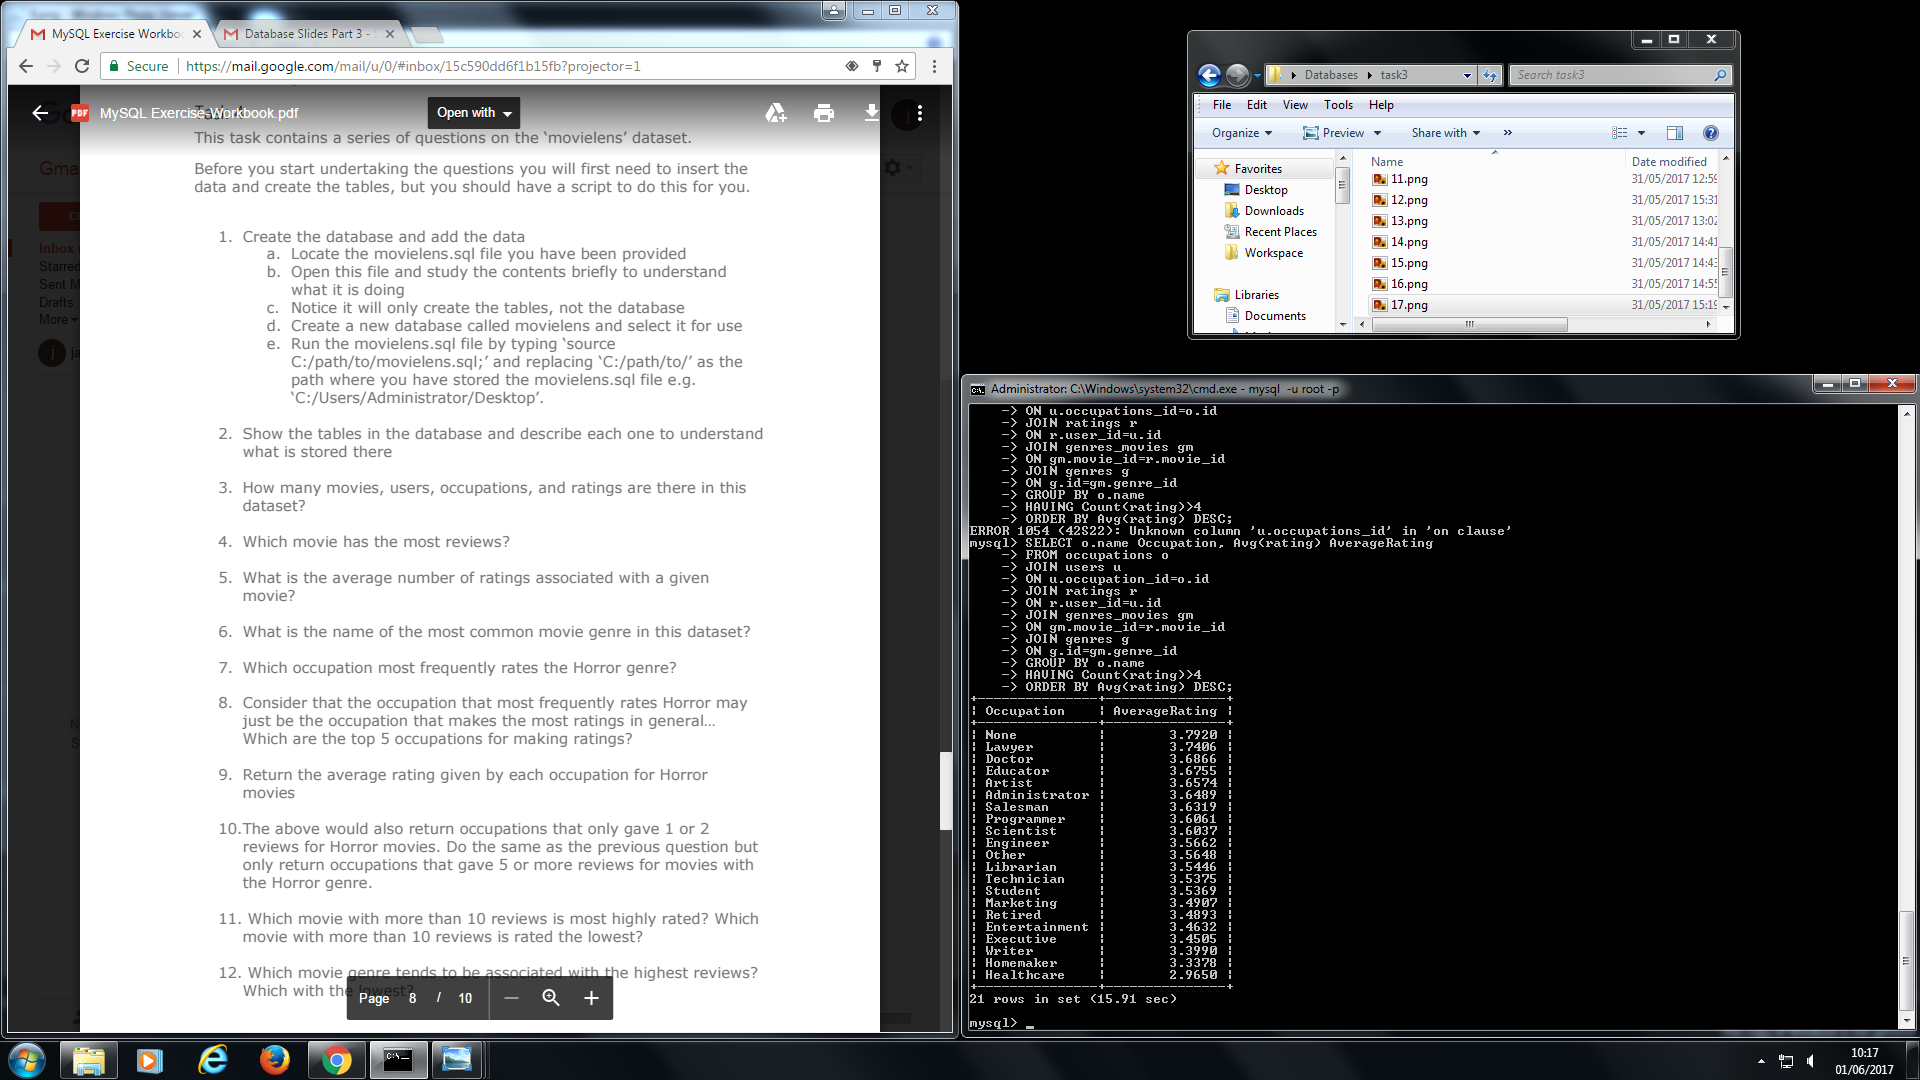 MySQL Exercise Workbo
Database Slides Part 3 -
Secure
https://mail.google.com/mail/u/0/#inbox/15c590dd6f1b15fb?projector=1
PDF
MySQL Exercise Workbook.pdf
Open with
This task contains a series of questions on the ‘movielens’ dataset.
Before you start undertaking the questions you will first need to insert the
data and create the tables, but you should have a script to do this for you.
1. Create the database and add the data
a. Locate the movielens.sql file you have been provided
b. Open this file and study the contents briefly to understand
what it is doing
c. Notice it will only create the tables, not the database
d. Create a new database called movielens and select it for use
e. Run the movielens.sql file by typing ‘source
C:/path/to/movielens.sql;’ and replacing ‘C:/path/to/’ as the
path where you have stored the movielens.sql file e.g.
‘C:/Users/Administrator/Desktop’.
2. Show the tables in the database and describe each one to understand
what is stored there
3. How many movies, users, occupations, and ratings are there in this
dataset?
4. Which movie has the most reviews?
5. What is the average number of ratings associated with a given
movie?
6. What is the name of the most common movie genre in this dataset?
7. Which occupation most frequently rates the Horror genre?
8. Consider that the occupation that most frequently rates Horror may
just be the occupation that makes the most ratings in general…
Which are the top 5 occupations for making ratings?
9. Return the average rating given by each occupation for Horror
movies
10.The above would also return occupations that only gave 1 or 2
reviews for Horror movies. Do the same as the previous question but
only return occupations that gave 5 or more reviews for movies with
the Horror genre.
11. Which movie with more than 10 reviews is most highly rated? Which
movie with more than 10 reviews is rated the lowest?
12. Which movie genre tends to be associated with the highest reviews?
Which with the lowest?
Page 8 / 10
Gma
Inbox
Starred
Sent M
Drafts
More
j
Databases
task3
Search task3
File Edit View Tools Help
Organize
Preview
Share with
»
Favorites
Desktop
Downloads
Recent Places
Workspace
Libraries
Documents
Name
Date modified
11.png 31/05/2017 12:59
12.png 31/05/2017 15:31
13.png 31/05/2017 13:02
14.png 31/05/2017 14:41
15.png 31/05/2017 14:43
16.png 31/05/2017 14:55
17.png 31/05/2017 15:19
Administrator: C:\Windows\system32\cmd.exe - mysql -u root -p
-> ON u.occupations_id=o.id
-> JOIN ratings r
-> ON r.user_id=u.id
-> JOIN genres_movies gm
-> ON gm.movie_id=r.movie_id
-> JOIN genres g
-> ON g.id=gm.genre_id
-> GROUP BY o.name
-> HAVING Count(rating)>4
-> ORDER BY Avg(rating) DESC;
ERROR 1054 (42S22): Unknown column 'u.occupations_id' in 'on clause'
mysql> SELECT o.name Occupation, Avg(rating) AverageRating
-> FROM occupations o
-> JOIN users u
-> ON u.occupation_id=o.id
-> JOIN ratings r
-> ON r.user_id=u.id
-> JOIN genres_movies gm
-> ON gm.movie_id=r.movie_id
-> JOIN genres g
-> ON g.id=gm.genre_id
-> GROUP BY o.name
-> HAVING Count(rating)>4
-> ORDER BY Avg(rating) DESC;
| Occupation | AverageRating |
| None | 3.7920 |
| Lawyer | 3.7406 |
| Doctor | 3.6866 |
| Educator | 3.6755 |
| Artist | 3.6574 |
| Administrator | 3.6489 |
| Salesman | 3.6319 |
| Programmer | 3.6061 |
| Scientist | 3.6037 |
| Engineer | 3.5662 |
| Other | 3.5648 |
| Librarian | 3.5446 |
| Technician | 3.5375 |
| Student | 3.5369 |
| Marketing | 3.4907 |
| Retired | 3.4893 |
| Entertainment | 3.4632 |
| Executive | 3.4505 |
| Writer | 3.3990 |
| Homemaker | 3.3378 |
| Healthcare | 2.9650 |
21 rows in set (15.91 sec)
mysql> _
10:17
01/06/2017